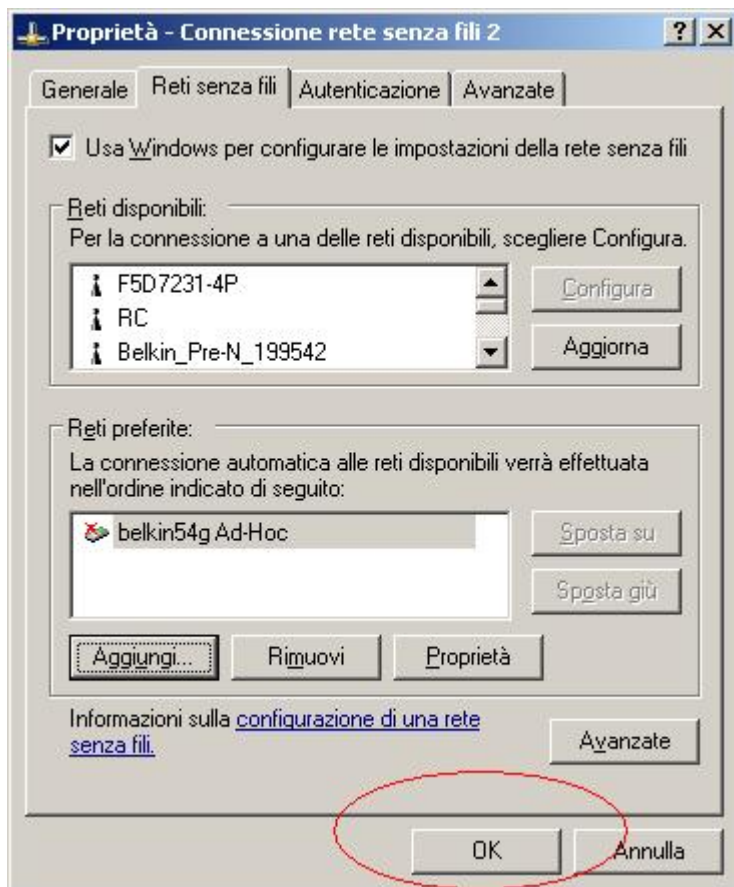 Proprietà - Connessione rete senza fili 2
Generale
Reti senza fili
Autenticazione
Avanzate
Usa Windows per configurare le impostazioni della rete senza fili
Reti disponibili:
Per la connessione a una delle reti disponibili, scegliere Configura.
F5D7231-4P
RC
Belkin_Pre-N_199542
Configura
Aggiorna
Reti preferite:
La connessione automatica alle reti disponibili verrà effettuata
nell'ordine indicato di seguito:
belkin54g Ad-Hoc
Sposta su
Sposta giù
Aggiungi...
Rimuovi
Proprietà
Informazioni sulla configurazione di una rete
senza fili.
Avanzate
OK
Annulla